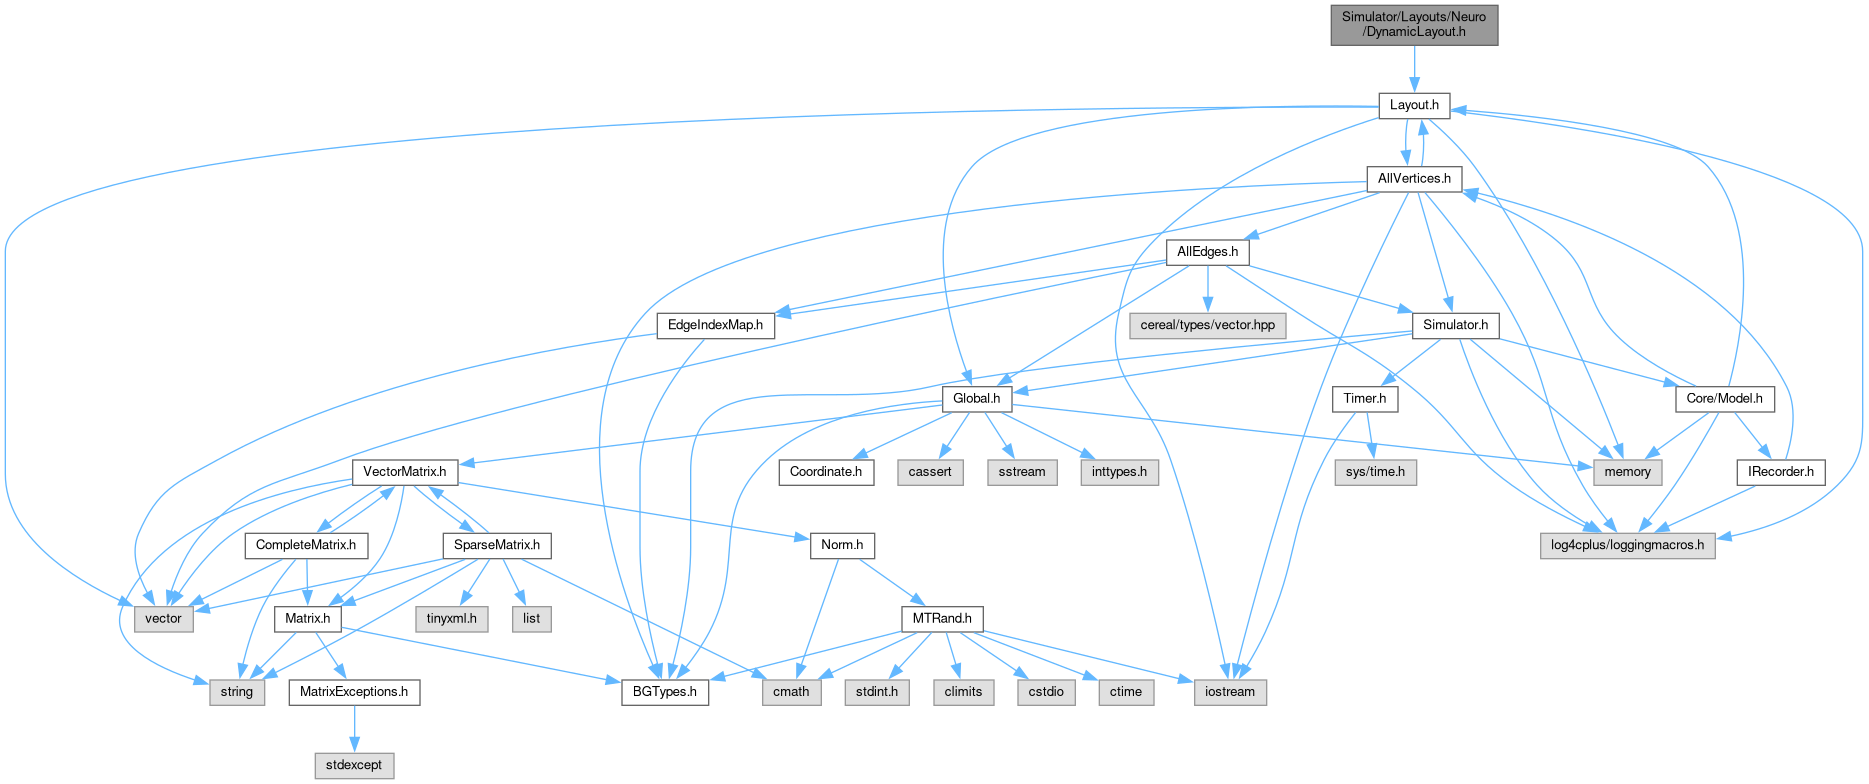 Simulator/Layouts/Neuro
/DynamicLayout.h
Layout.h
AllVertices.h
AllEdges.h
EdgeIndexMap.h
cereal/types/vector.hpp
Simulator.h
Global.h
Timer.h
Core/Model.h
VectorMatrix.h
Coordinate.h
cassert
sstream
inttypes.h
sys/time.h
memory
IRecorder.h
CompleteMatrix.h
SparseMatrix.h
Norm.h
log4cplus/loggingmacros.h
vector
Matrix.h
tinyxml.h
list
MTRand.h
string
MatrixExceptions.h
BGTypes.h
cmath
stdint.h
climits
cstdio
ctime
iostream
stdexcept